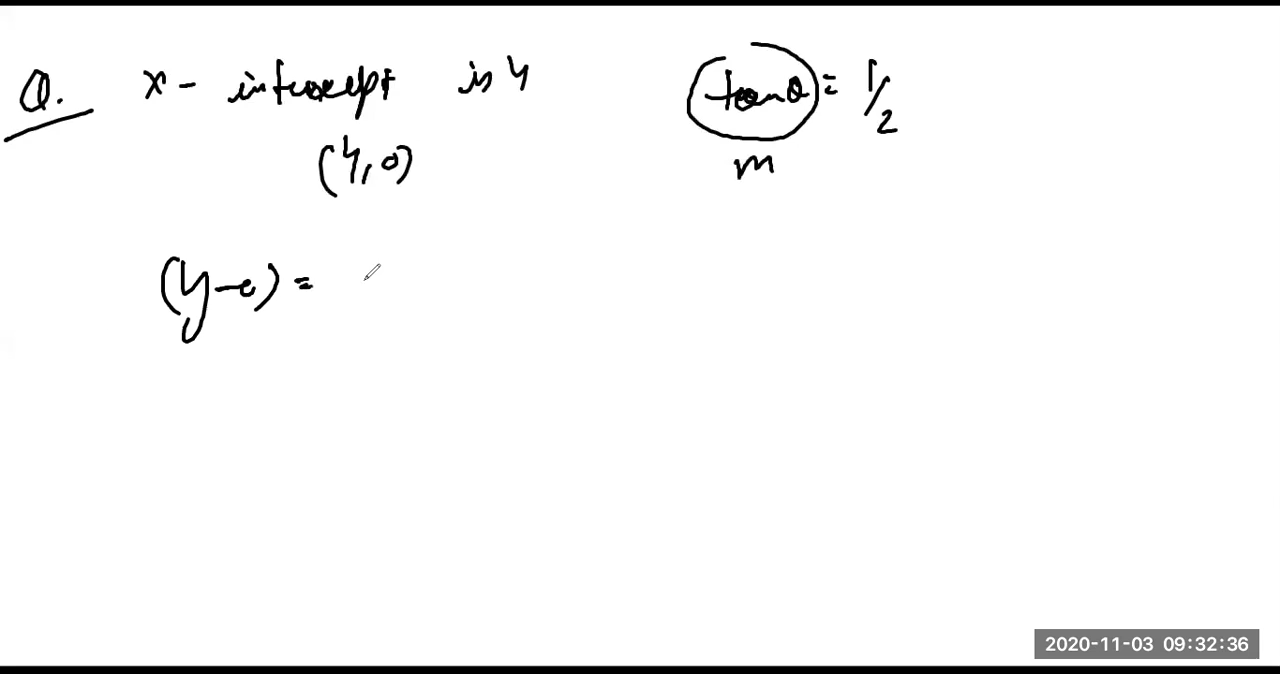 Q. x - intercept is 4 tanθ = 1/2
(4, 0) m
(y-0) =
2020-11-03 09:32:36